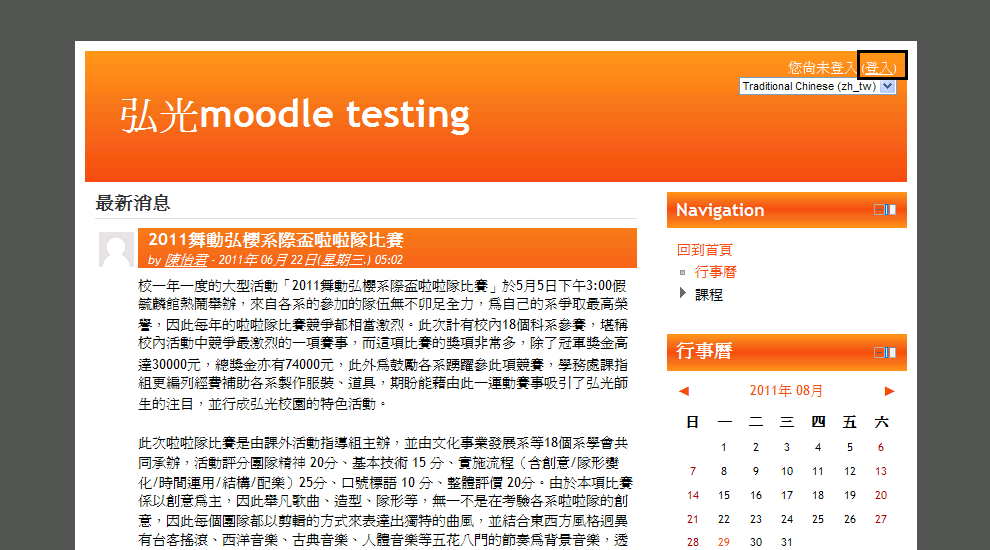 您尚未登入 (登入)
Traditional Chinese (zh_tw)
弘光moodle testing
最新消息
2011舞動弘櫻系際盃啦啦隊比賽
by 陳怡君 - 2011年 06月 22日(星期三) 05:02
校一年一度的大型活動「2011舞動弘櫻系際盃啦啦隊比賽」於5月5日下午3:00假
毓麟館熱鬧舉辦，來自各系的參加的隊伍無不卯足全力，為自己的系爭取最高榮
譽，因此每年的啦啦隊比賽競爭都相當激烈。此次計有校內18個科系參賽，堪稱
校內活動中競爭最激烈的一項賽事，而這項比賽的獎項非常多，除了冠軍獎金高
達30000元，總獎金亦有74000元，此外為鼓勵各系踴躍參此項競賽，學務處課指
組更編列經費補助各系製作服裝、道具，期盼能藉由此一運動賽事吸引了弘光師
生的注目，並行成弘光校園的特色活動。
此次啦啦隊比賽是由課外活動指導組主辦，並由文化事業發展系等18個系學會共
同承辦，活動評分團隊精神 20分、基本技術 15 分、實施流程（含創意/隊形變
化/時間運用/結構/配樂）25分、口號標語 10 分、整體評價 20分。由於本項比賽
係以創意為主，因此舉凡歌曲、造型、隊形等，無一不是在考驗各系啦啦隊的創
意，因此每個團隊都以剪輯的方式來表達出獨特的曲風，並結合東西方風格迥異
有台客搖滾、西洋音樂、古典音樂、人體音樂等五花八門的節奏為背景音樂，透
Navigation
回到首頁
行事曆
課程
行事曆
2011年 08月
日 一 二 三 四 五 六
1 2 3 4 5 6
7 8 9 10 11 12 13
14 15 16 17 18 19 20
21 22 23 24 25 26 27
28 29 30 31